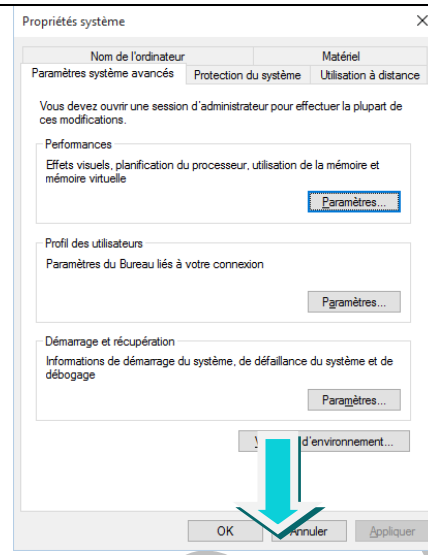 Propriétés système
Nom de l'ordinateur
Matériel
Paramètres système avancés
Protection du système
Utilisation à distance
Vous devez ouvrir une session d'administrateur pour effectuer la plupart de
ces modifications.
Performances
Effets visuels, planification du processeur, utilisation de la mémoire et
mémoire virtuelle
Paramètres...
Profil des utilisateurs
Paramètres du Bureau liés à votre connexion
Paramètres...
Démarrage et récupération
Informations de démarrage du système, de défaillance du système et de
débogage
Paramètres...
d'environnement...
OK
Annuler
Appliquer